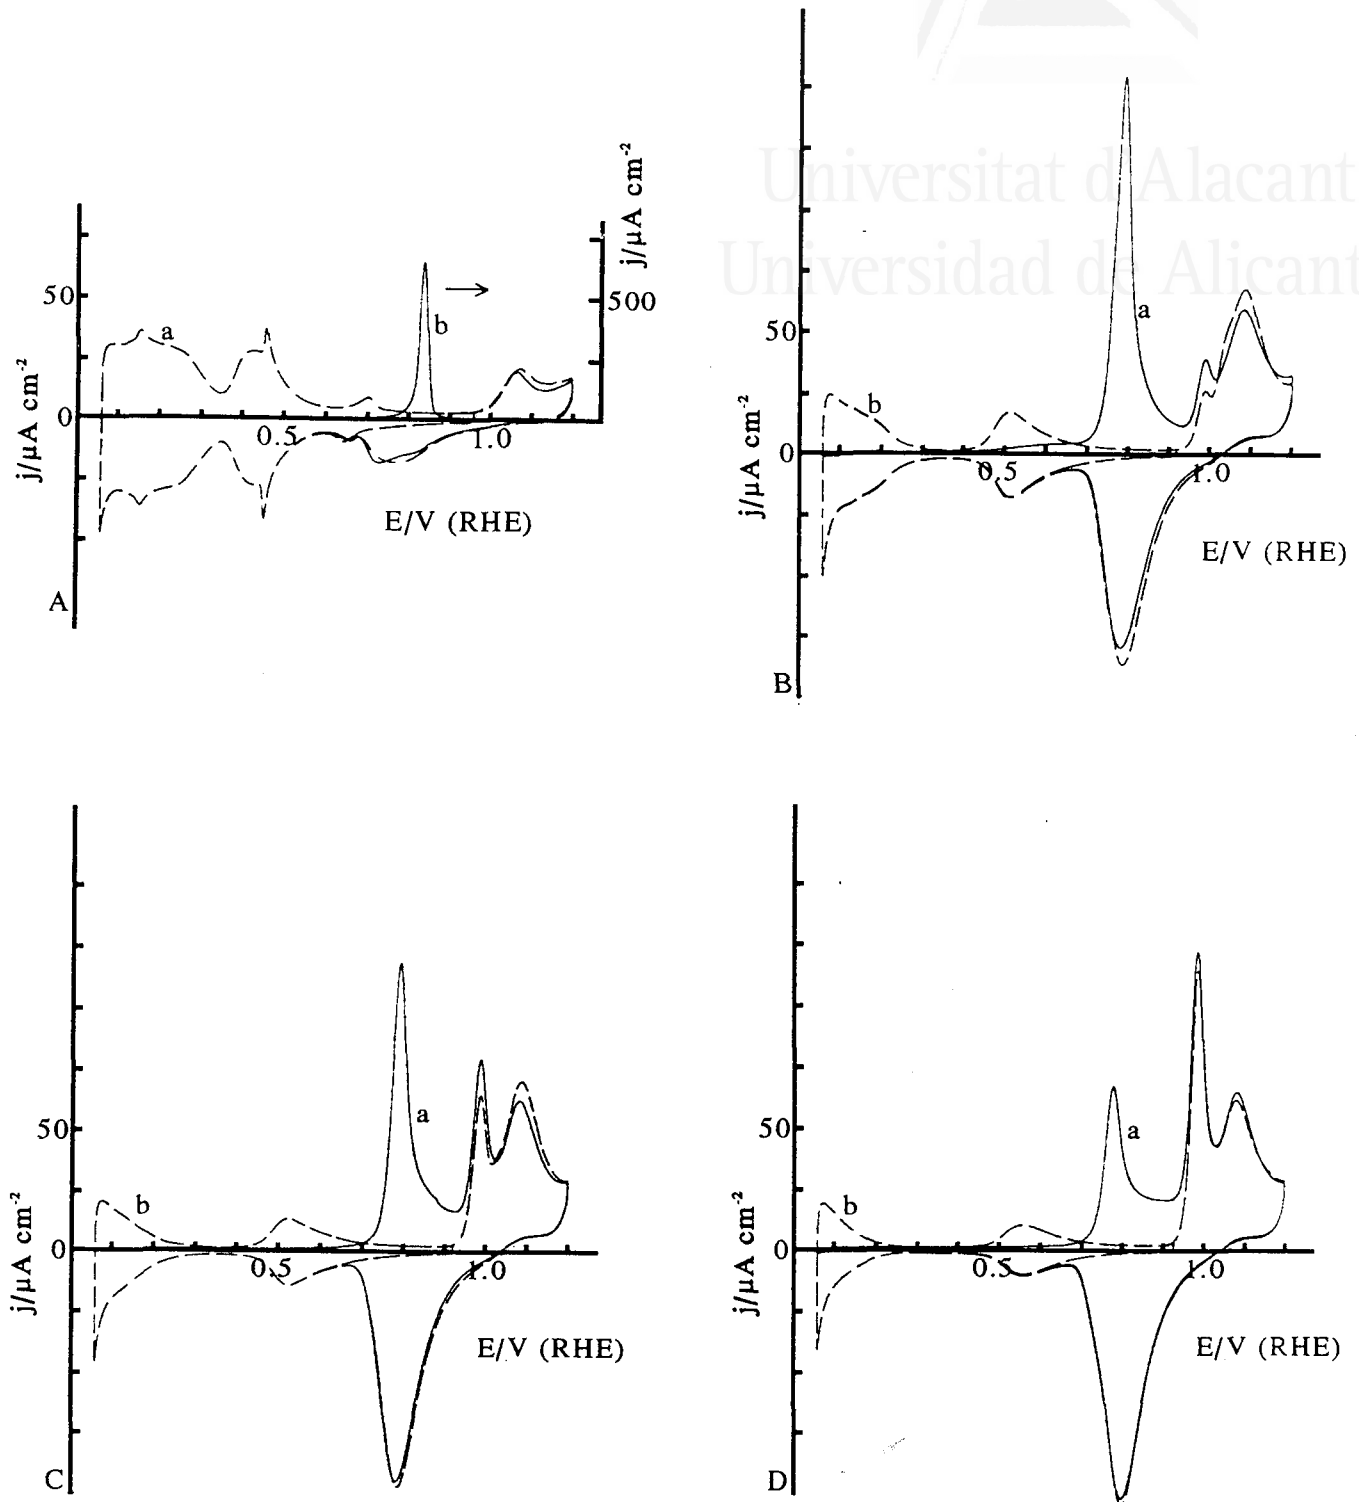 Universitat d'Alacant
Universidad de Alicante
j/μA cm-2
50
0
a
b
j/μA cm-2
500
0.5
1.0
E/V (RHE)
A
j/μA cm-2
50
0
a
b
0.5
1.0
E/V (RHE)
B
j/μA cm-2
50
0
a
b
0.5
1.0
E/V (RHE)
C
j/μA cm-2
50
0
a
b
0.5
1.0
E/V (RHE)
D